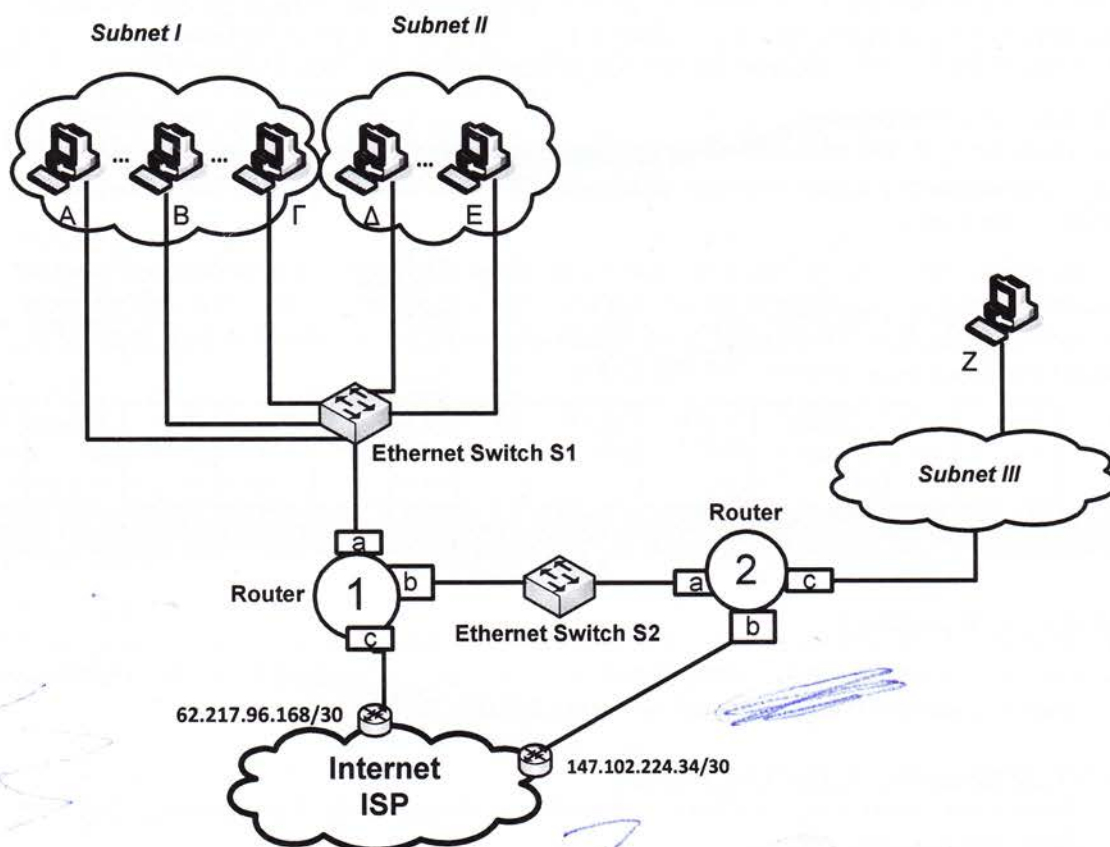 Subnet I
Subnet II
... ...
...
Α
Β
Γ
Δ
Ε
Ζ
Ethernet Switch S1
Subnet III
Router
a
Router
1
b
a
2
c
Ethernet Switch S2
c
b
62.217.96.168/30
Internet
ISP
147.102.224.34/30